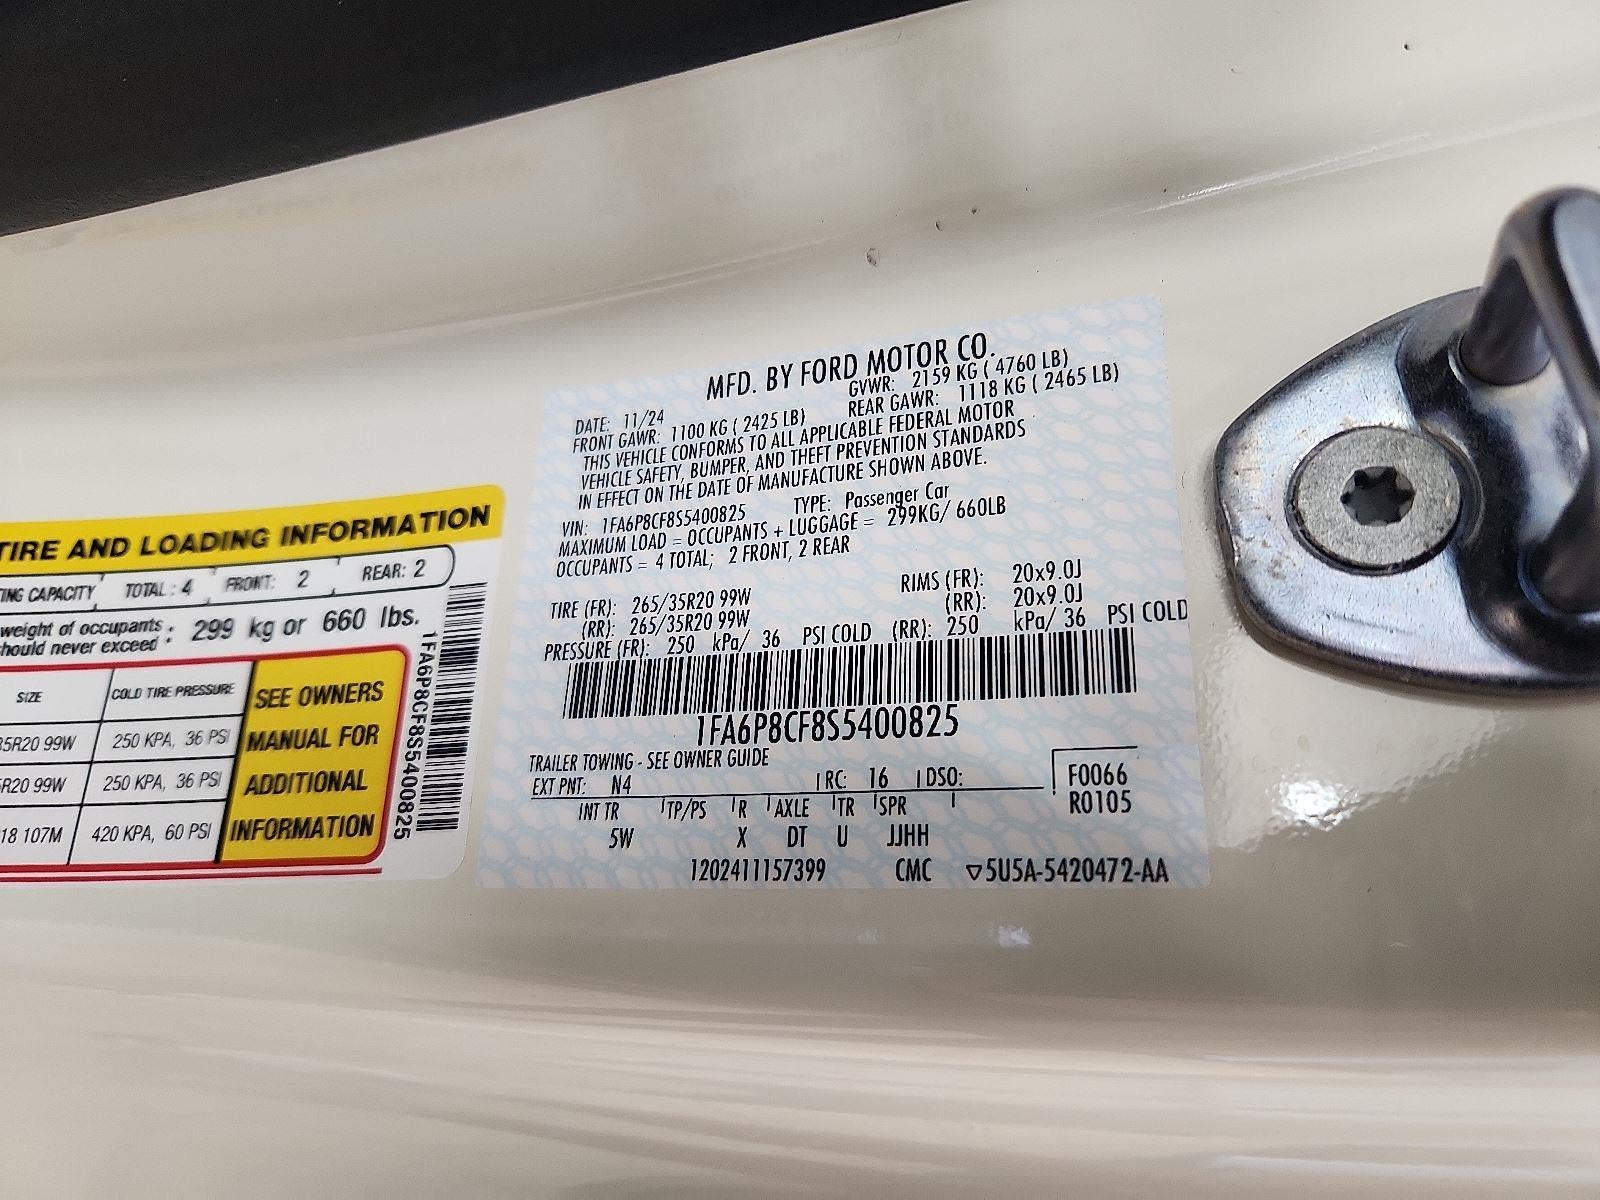 TIRE AND LOADING INFORMATION
CAPACITY TOTAL: 4 FRONT: 2 REAR: 2
weight of occupants : 299 kg or 660 lbs.
should never exceed :
SIZE COLD TIRE PRESSURE SEE OWNERS
R20 99W 250 KPA, 36 PSI MANUAL FOR
R20 99W 250 KPA, 36 PSI ADDITIONAL
18 107M 420 KPA, 60 PSI INFORMATION
1FA6P8CF8S5400825
MFD. BY FORD MOTOR CO.
DATE: 11/24 GVWR: 2159 KG ( 4760 LB)
FRONT GAWR: 1100 KG ( 2425 LB) REAR GAWR: 1118 KG ( 2465 LB)
THIS VEHICLE CONFORMS TO ALL APPLICABLE FEDERAL MOTOR
VEHICLE SAFETY, BUMPER, AND THEFT PREVENTION STANDARDS
IN EFFECT ON THE DATE OF MANUFACTURE SHOWN ABOVE.
VIN: 1FA6P8CF8S5400825 TYPE: Passenger Car
MAXIMUM LOAD = OCCUPANTS + LUGGAGE = 299KG/ 660LB
OCCUPANTS = 4 TOTAL; 2 FRONT, 2 REAR
TIRE (FR): 265/35R20 99W RIMS (FR): 20x9.0J
(RR): 265/35R20 99W (RR): 20x9.0J
PRESSURE (FR): 250 kPa/ 36 PSI COLD (RR): 250 kPa/ 36 PSI COLD
1FA6P8CF8S5400825
TRAILER TOWING - SEE OWNER GUIDE
EXT PNT: N4 RC: 16 DSO: F0066
INT TR TP/PS R AXLE TR SPR R0105
5W X DT U JJHH
1202411157399 CMC ▽5U5A-5420472-AA